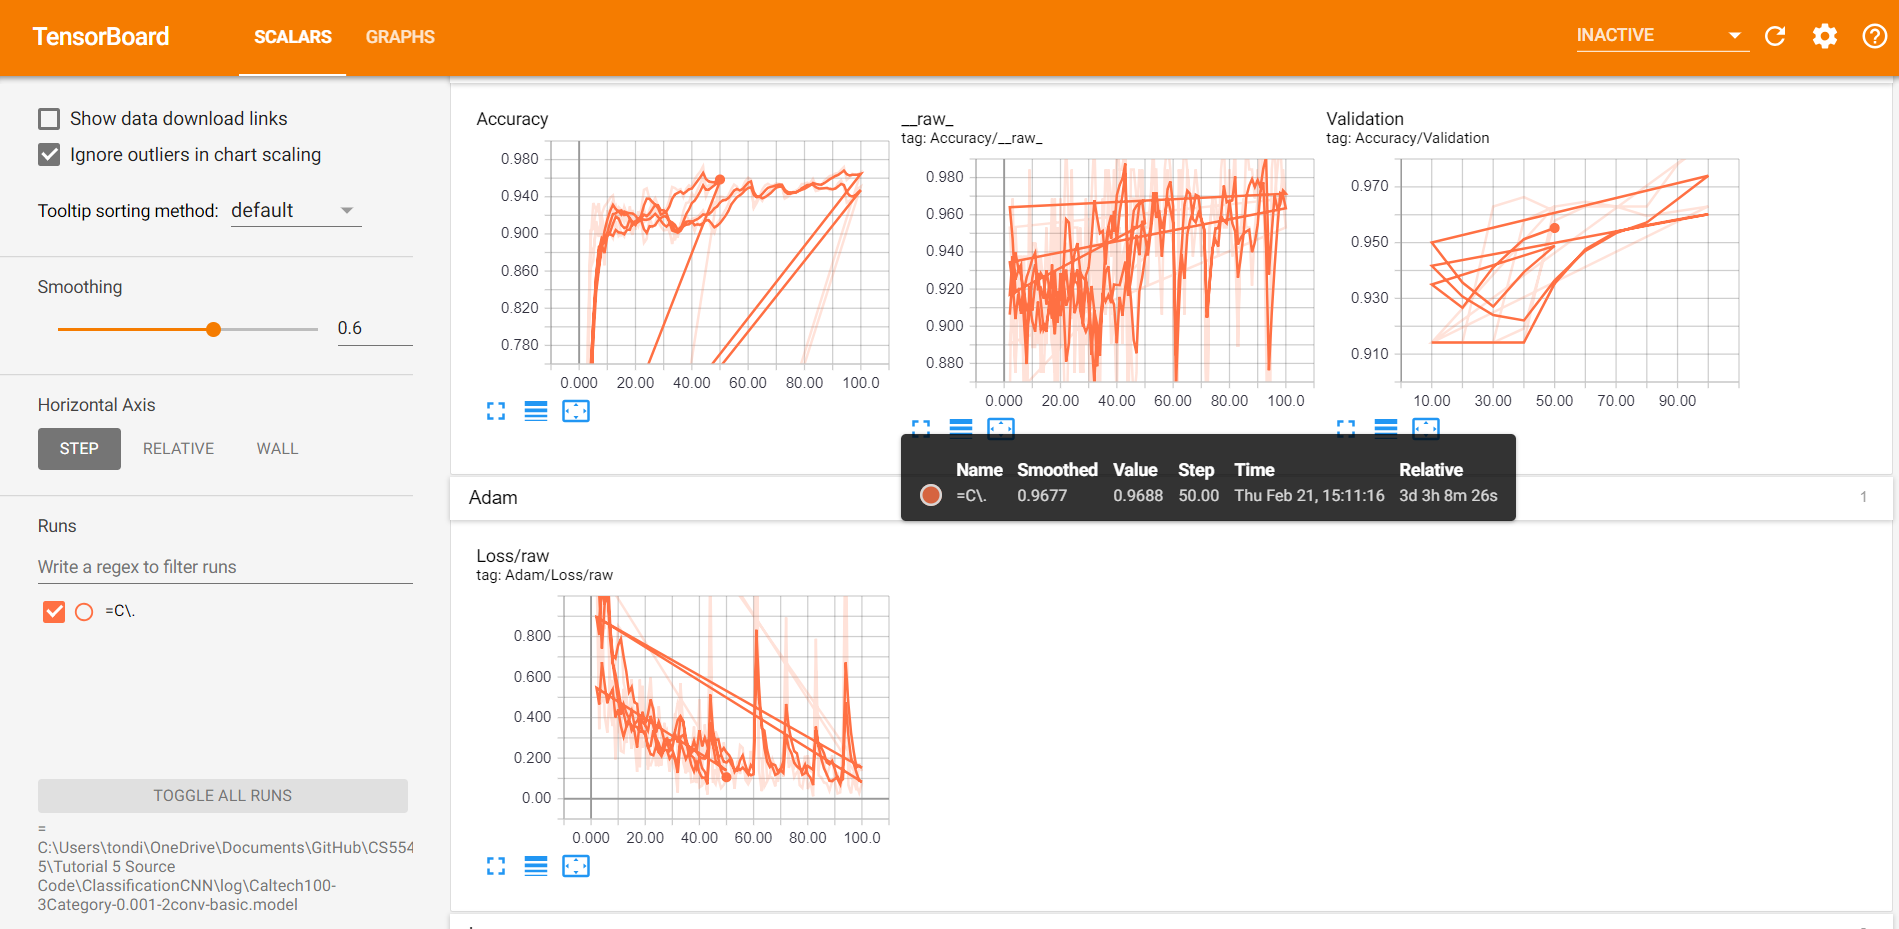 TensorBoard
SCALARS
GRAPHS
INACTIVE
Show data download links
Ignore outliers in chart scaling
Tooltip sorting method: default
Smoothing
0.6
Horizontal Axis
STEP
RELATIVE
WALL
Runs
Write a regex to filter runs
=C\.
TOGGLE ALL RUNS
=
C:\Users\tondi\OneDrive\Documents\GitHub\CS554
5\Tutorial 5 Source
Code\ClassificationCNN\log\Caltech100-
3Category-0.001-2conv-basic.model
Accuracy
0.980
0.940
0.900
0.860
0.820
0.780
0.000 20.00 40.00 60.00 80.00 100.0
__raw_
tag: Accuracy/__raw_
0.980
0.960
0.940
0.920
0.900
0.880
0.000 20.00 40.00 60.00 80.00 100.0
Validation
tag: Accuracy/Validation
0.970
0.950
0.930
0.910
10.00 30.00 50.00 70.00 90.00
Name Smoothed Value Step Time Relative
=C\. 0.9677 0.9688 50.00 Thu Feb 21, 15:11:16 3d 3h 8m 26s
Adam
1
Loss/raw
tag: Adam/Loss/raw
0.800
0.600
0.400
0.200
0.00
0.000 20.00 40.00 60.00 80.00 100.0